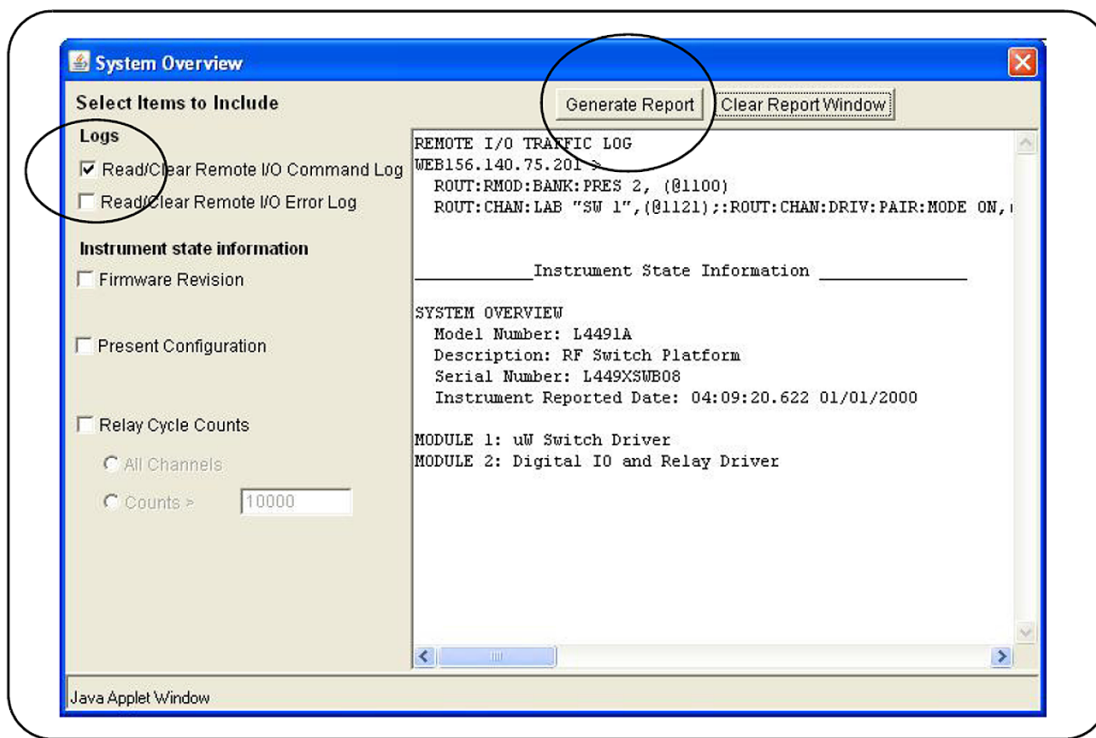 System Overview
Select Items to Include
Generate Report
Clear Report Window
Logs
Read/Clear Remote I/O Command Log
Read/Clear Remote I/O Error Log
Instrument state information
Firmware Revision
Present Configuration
Relay Cycle Counts
All Channels
Counts >
10000
REMOTE I/O TRAFFIC LOG
WEB156.140.75.201 >
ROUT:RMOD:BANK:PRES 2, (@1100)
ROUT:CHAN:LAB "SW 1",(@1121);:ROUT:CHAN:DRIV:PAIR:MODE ON,
____________Instrument State Information _______________
SYSTEM OVERVIEW
Model Number: L4491A
Description: RF Switch Platform
Serial Number: L449XSWB08
Instrument Reported Date: 04:09:20.622 01/01/2000
MODULE 1: uW Switch Driver
MODULE 2: Digital IO and Relay Driver
Java Applet Window